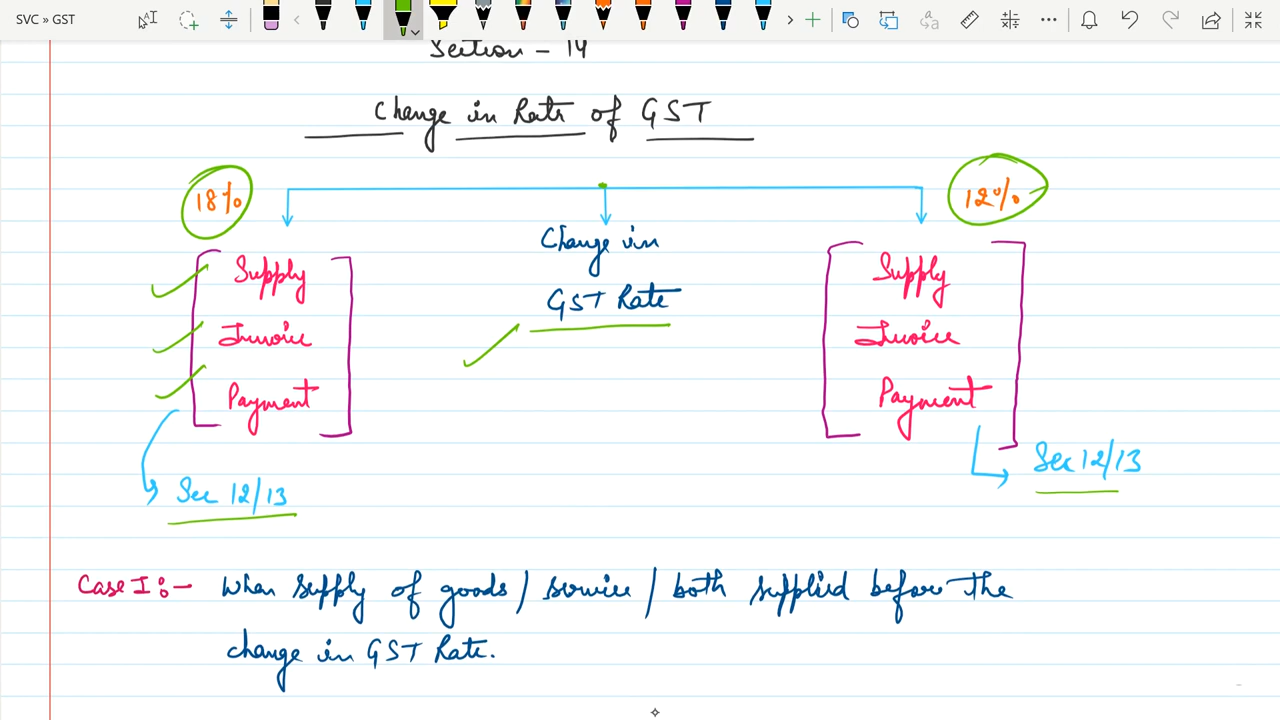 SVC » GST
Section - 14
Change in Rate of GST
18%
12%
Change in
GST Rate
Supply
Invoice
Payment
Sec 12/13
Supply
Invoice
Payment
Sec 12/13
Case I :- When supply of goods / service / both supplied before the
change in GST Rate.